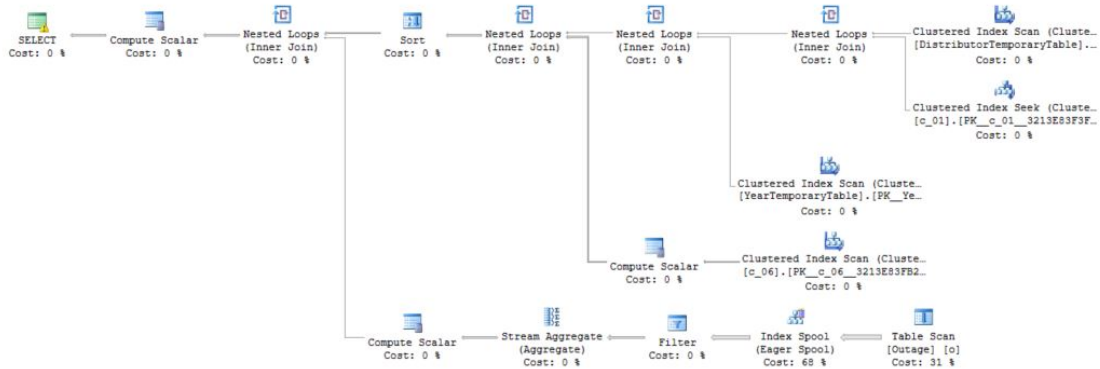 SELECT
Cost: 0 %
Compute Scalar
Cost: 0 %
Nested Loops
(Inner Join)
Cost: 0 %
Sort
Cost: 0 %
Nested Loops
(Inner Join)
Cost: 0 %
Nested Loops
(Inner Join)
Cost: 0 %
Nested Loops
(Inner Join)
Cost: 0 %
Clustered Index Scan (Cluste…
[DistributorTemporaryTable].…
Cost: 0 %
Clustered Index Seek (Cluste…
[c_01].[PK__c_01__3213E83F3F…
Cost: 0 %
Clustered Index Scan (Cluste…
[YearTemporaryTable].[PK__Ye…
Cost: 0 %
Compute Scalar
Cost: 0 %
Clustered Index Scan (Cluste…
[c_06].[PK__c_06__3213E83FB2…
Cost: 0 %
Compute Scalar
Cost: 0 %
Stream Aggregate
(Aggregate)
Cost: 0 %
Filter
Cost: 0 %
Index Spool
(Eager Spool)
Cost: 68 %
Table Scan
[Outage] [o]
Cost: 31 %